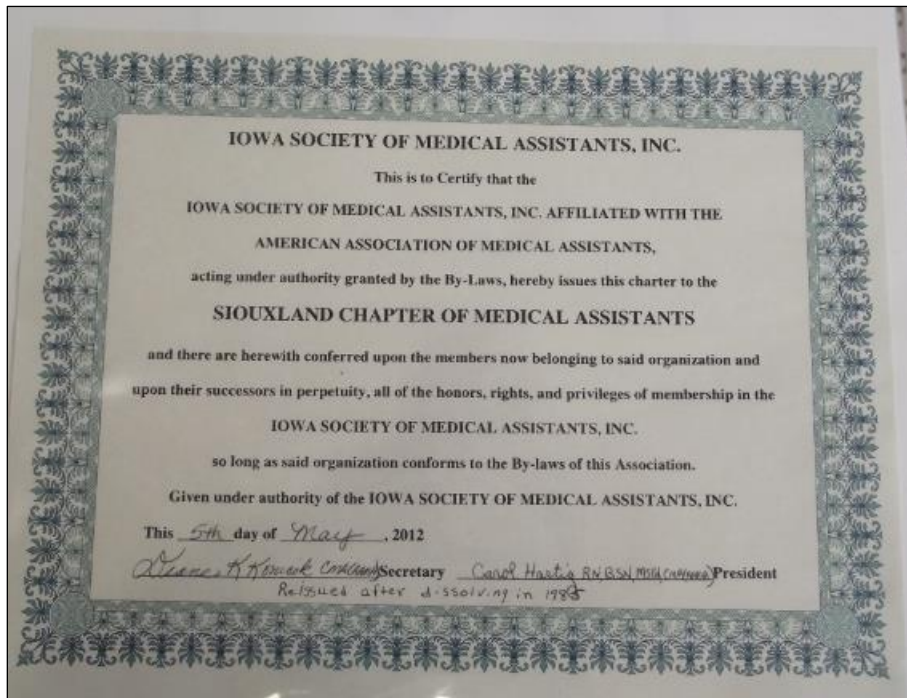 IOWA SOCIETY OF MEDICAL ASSISTANTS, INC.
This is to Certify that the
IOWA SOCIETY OF MEDICAL ASSISTANTS, INC. AFFILIATED WITH THE
AMERICAN ASSOCIATION OF MEDICAL ASSISTANTS,
acting under authority granted by the By-Laws, hereby issues this charter to the
SIOUXLAND CHAPTER OF MEDICAL ASSISTANTS
and there are herewith conferred upon the members now belonging to said organization and
upon their successors in perpetuity, all of the honors, rights, and privileges of membership in the
IOWA SOCIETY OF MEDICAL ASSISTANTS, INC.
so long as said organization conforms to the By-laws of this Association.
Given under authority of the IOWA SOCIETY OF MEDICAL ASSISTANTS, INC.
This 5th day of May, 2012
K Secretary Carol Hastig RN, BSN, President
Reissued after dissolving in 1985